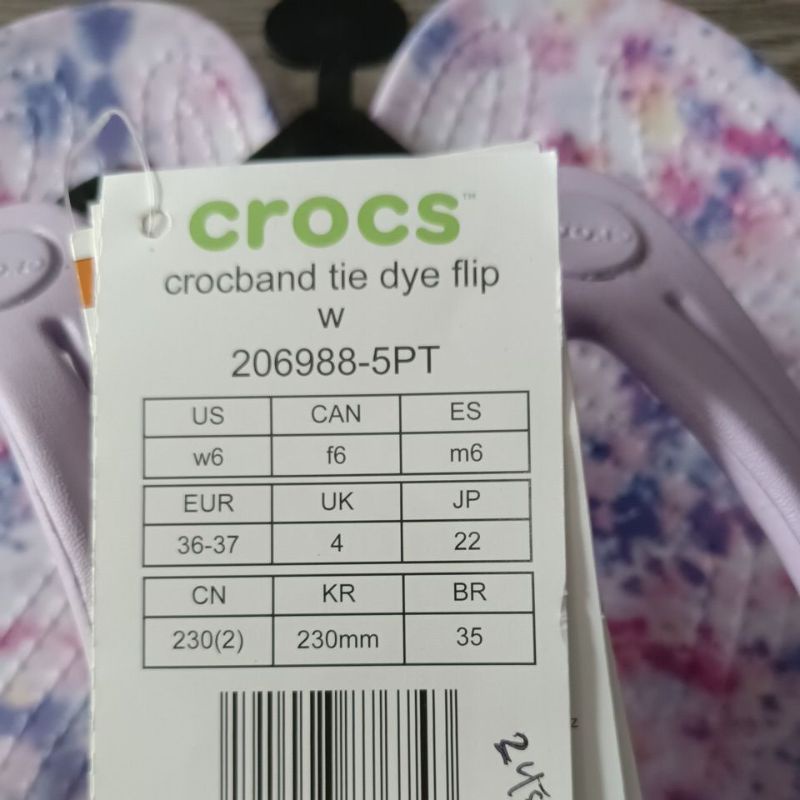 crocs™
crocband tie dye flip
w
206988-5PT
US CAN ES
w6 f6 m6
EUR UK JP
36-37 4 22
CN KR BR
230(2) 230mm 35